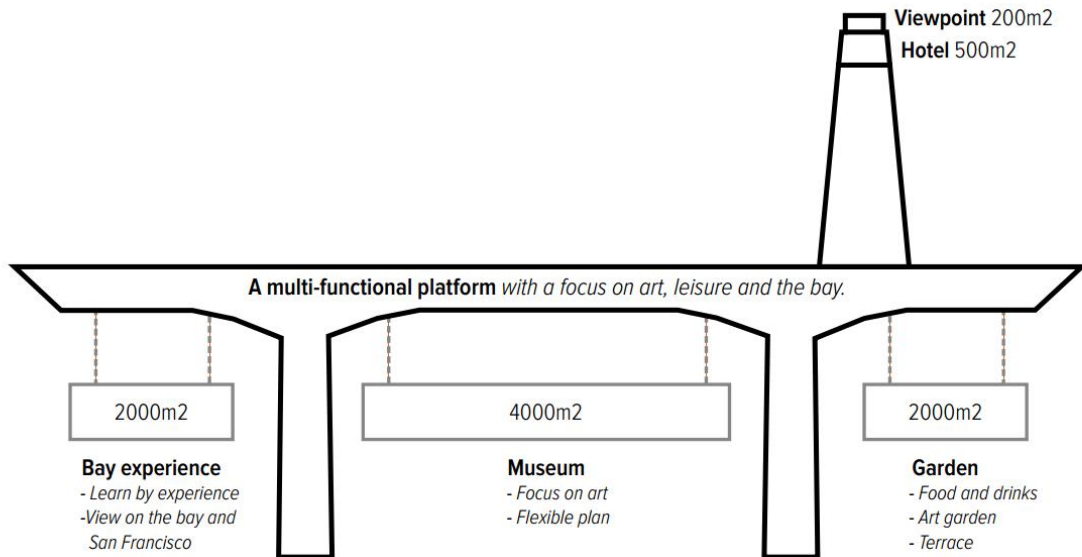 Viewpoint 200m2
Hotel 500m2
A multi-functional platform with a focus on art, leisure and the bay.
2000m2
4000m2
2000m2
Bay experience
- Learn by experience
-View on the bay and
San Francisco
Museum
- Focus on art
- Flexible plan
Garden
- Food and drinks
- Art garden
- Terrace